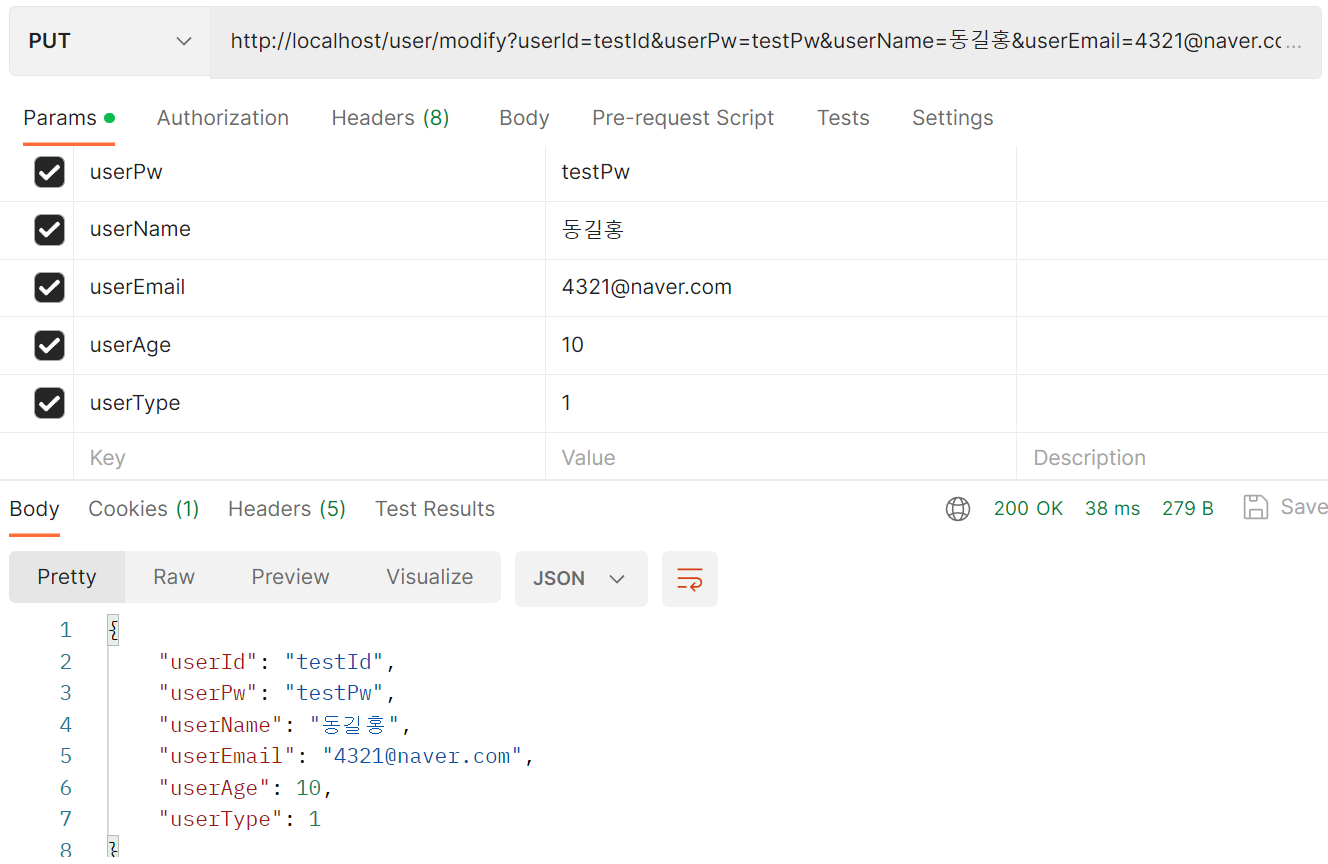 PUT http://localhost/user/modify?userId=testId&userPw=testPw&userName=동길홍&userEmail=4321@naver.cc...
Params Authorization Headers (8) Body Pre-request Script Tests Settings
userPw testPw
userName 동길홍
userEmail 4321@naver.com
userAge 10
userType 1
Key Value Description
Body Cookies (1) Headers (5) Test Results 200 OK 38 ms 279 B Save
Pretty Raw Preview Visualize JSON
1 {
2 "userId": "testId",
3 "userPw": "testPw",
4 "userName": "동길홍",
5 "userEmail": "4321@naver.com",
6 "userAge": 10,
7 "userType": 1
8 }